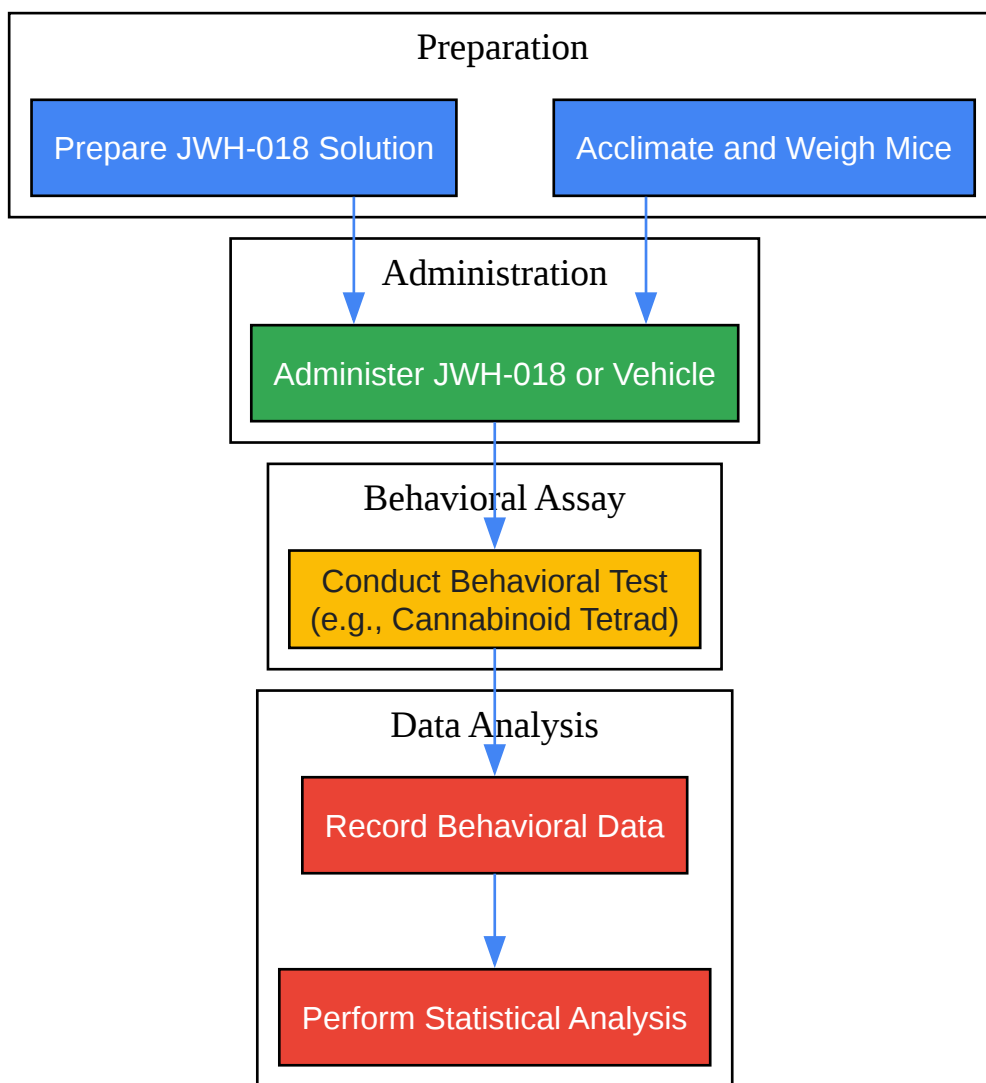 Preparation
Prepare JWH-018 Solution
Acclimate and Weigh Mice
Administration
Administer JWH-018 or Vehicle
Behavioral Assay
Conduct Behavioral Test
(e.g., Cannabinoid Tetrad)
Data Analysis
Record Behavioral Data
Perform Statistical Analysis